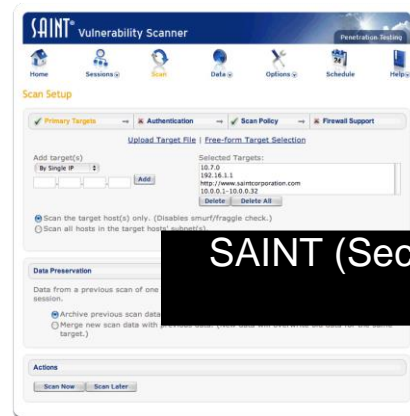 SAINT® Vulnerability Scanner
Penetration Testing
Home Sessions Scan Data Options Schedule Help
Scan Setup
Primary Targets → Authentication → Scan Policy → Firewall Support
Upload Target File | Free-form Target Selection
Add target(s)
By Single IP
Add
Selected Targets:
10.7.0
192.16.1.1
http://www.saintcorporation.com
10.0.0.1-10.0.0.32
Delete Delete All
Scan the target host(s) only. (Disables smurf/fraggle check.)
Scan all hosts in the target hosts' subnet(s).
SAINT (Sec
Data Preservation
Data from a previous scan of one
session.
Archive previous scan data
Merge new scan data with
target.)
Actions
Scan Now Scan Later